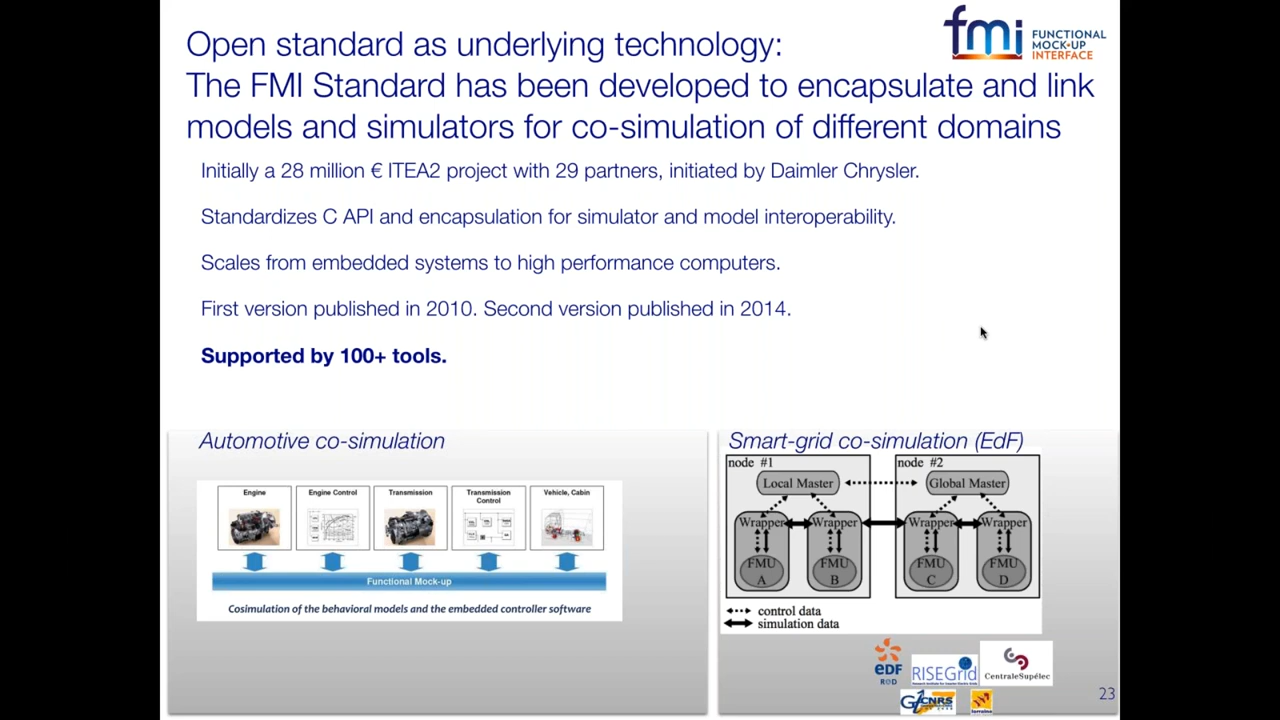 Open standard as underlying technology:
The FMI Standard has been developed to encapsulate and link
models and simulators for co-simulation of different domains
fmi FUNCTIONAL
MOCK-UP
INTERFACE
Initially a 28 million € ITEA2 project with 29 partners, initiated by Daimler Chrysler.
Standardizes C API and encapsulation for simulator and model interoperability.
Scales from embedded systems to high performance computers.
First version published in 2010. Second version published in 2014.
Supported by 100+ tools.
Automotive co-simulation
Engine
Engine Control
Transmission
Transmission
Control
Vehicle, Cabin
Functional Mock-up
Cosimulation of the behavioral models and the embedded controller software
Smart-grid co-simulation (EdF)
node #1
node #2
Local Master
Global Master
Wrapper
Wrapper
Wrapper
Wrapper
FMU
A
FMU
B
FMU
C
FMU
D
control data
simulation data
eDF
R&D
RISEGrid
CentraleSupélec
CNRS
lorraine
23